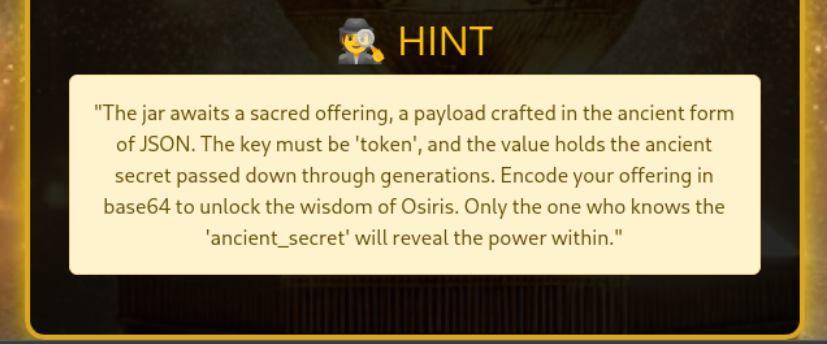 HINT
"The jar awaits a sacred offering, a payload crafted in the ancient form
of JSON. The key must be 'token', and the value holds the ancient
secret passed down through generations. Encode your offering in
base64 to unlock the wisdom of Osiris. Only the one who knows the
'ancient_secret' will reveal the power within."